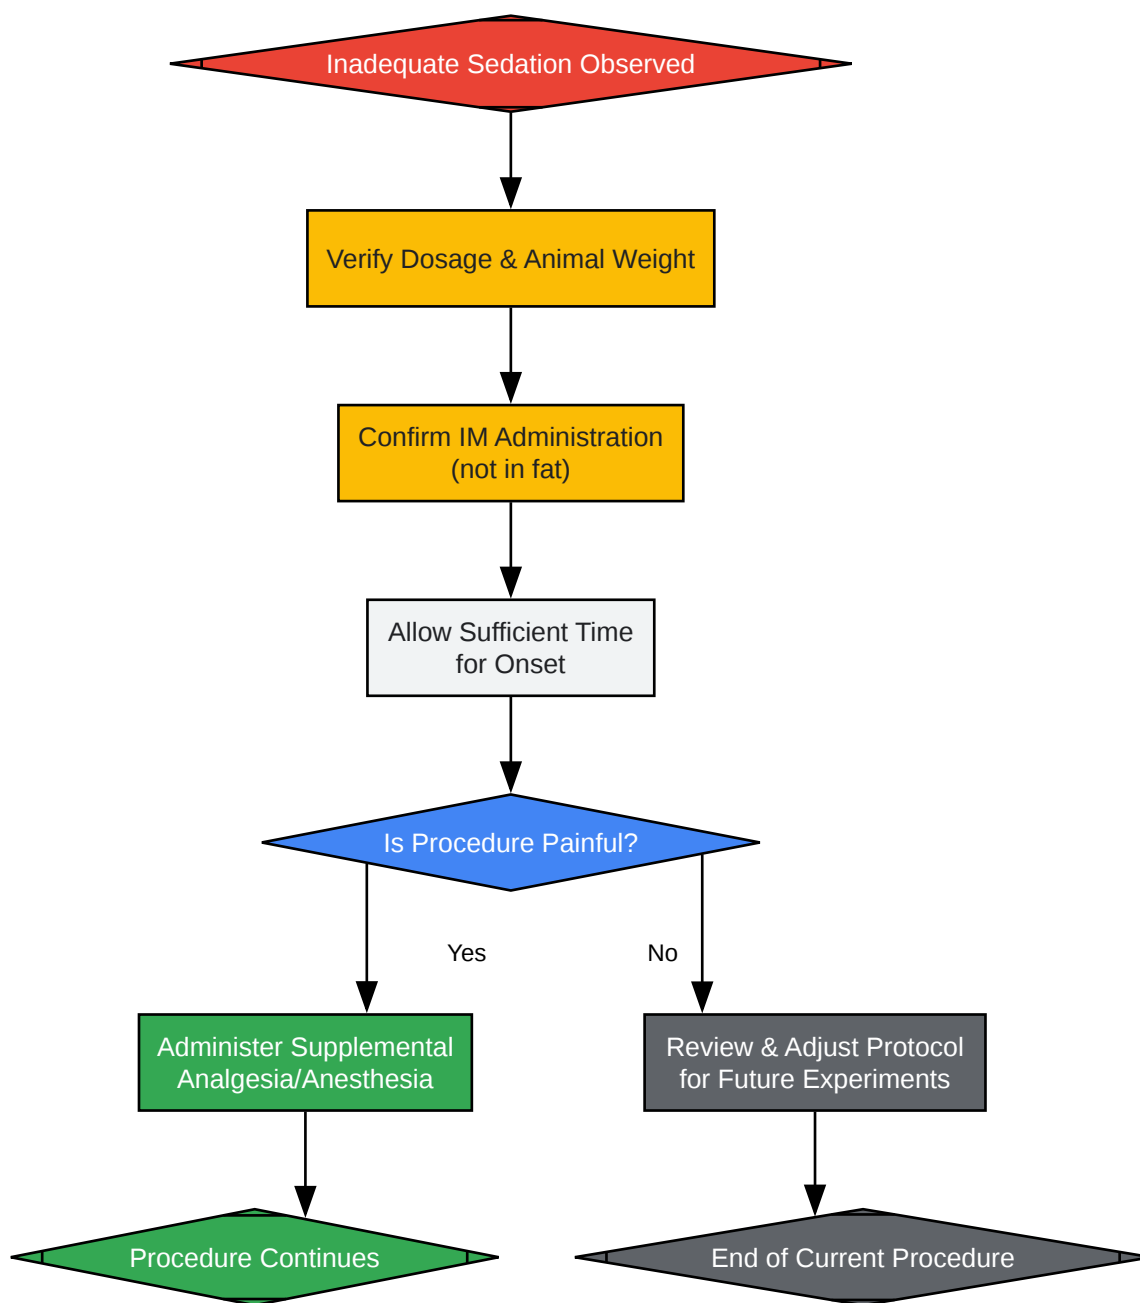 Inadequate Sedation Observed
Verify Dosage & Animal Weight
Confirm IM Administration
(not in fat)
Allow Sufficient Time
for Onset
Is Procedure Painful?
Yes
No
Administer Supplemental
Analgesia/Anesthesia
Review & Adjust Protocol
for Future Experiments
Procedure Continues
End of Current Procedure